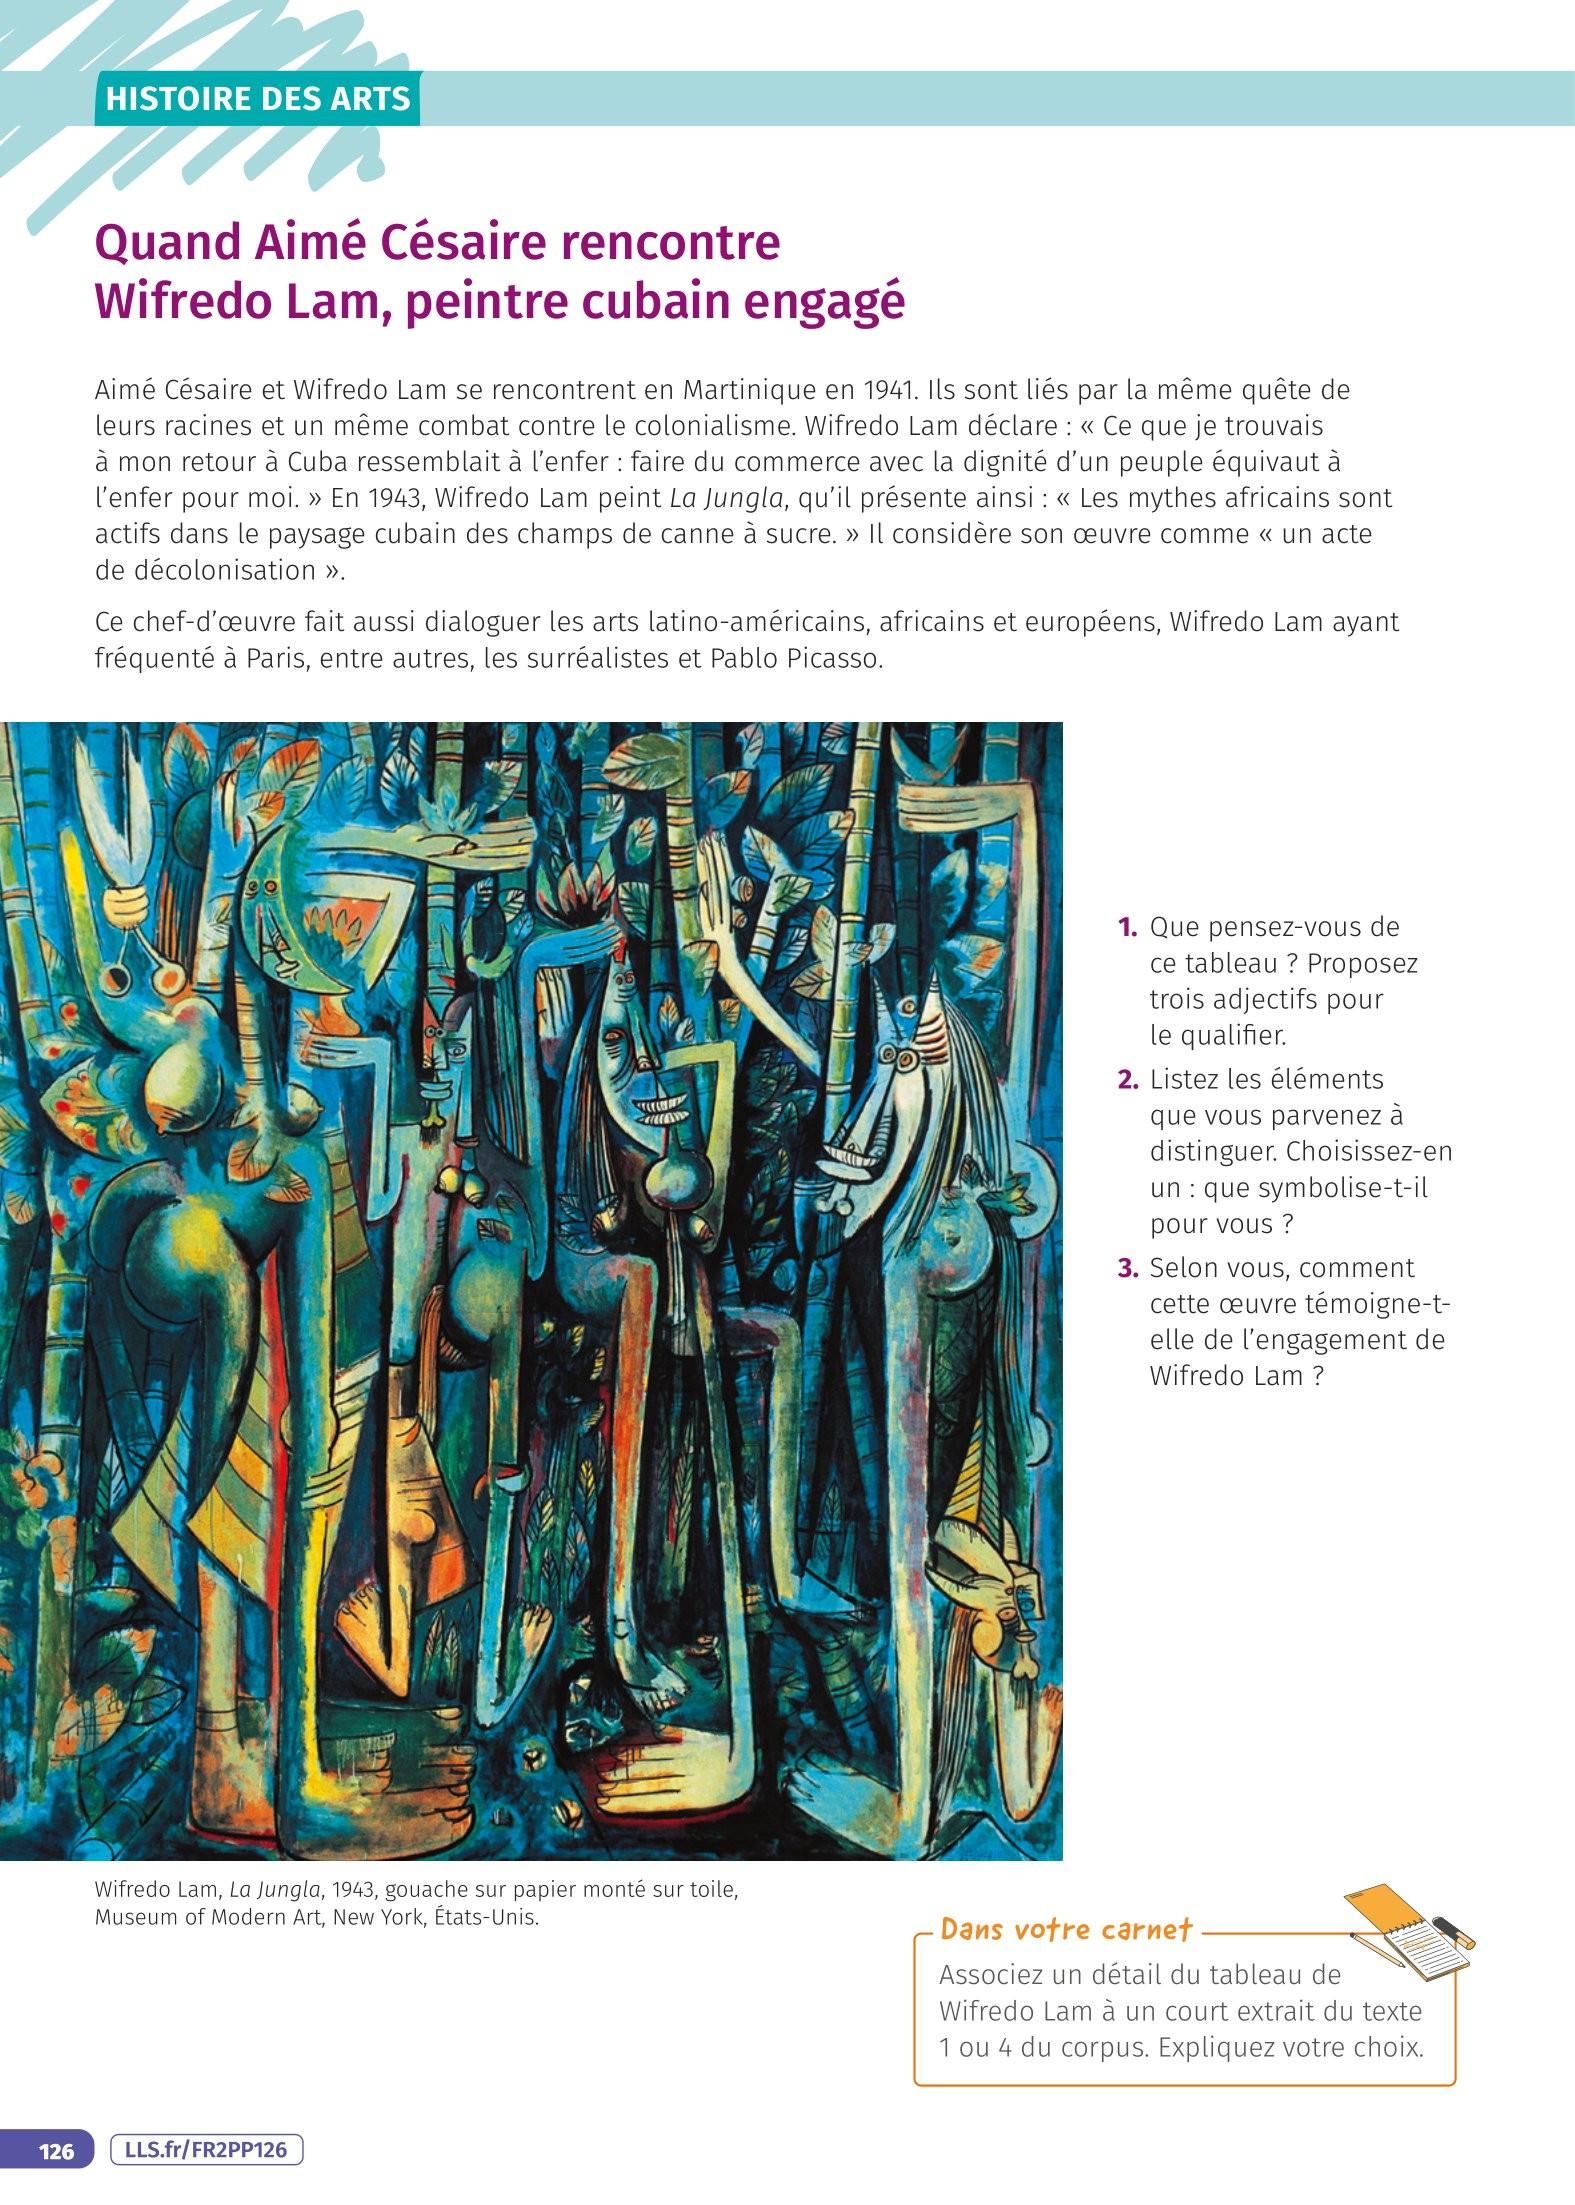 HISTOIRE DES ARTS
Quand Aimé Césaire rencontre
Wifredo Lam, peintre cubain engagé
Aimé Césaire et Wifredo Lam se rencontrent en Martinique en 1941. Ils sont liés par la même quête de
leurs racines et un même combat contre le colonialisme. Wifredo Lam déclare : « Ce que je trouvais
à mon retour à Cuba ressemblait à l’enfer : faire du commerce avec la dignité d’un peuple équivaut à
l’enfer pour moi. » En 1943, Wifredo Lam peint La Jungla, qu’il présente ainsi : « Les mythes africains sont
actifs dans le paysage cubain des champs de canne à sucre. » Il considère son œuvre comme « un acte
de décolonisation ».
Ce chef-d’œuvre fait aussi dialoguer les arts latino-américains, africains et européens, Wifredo Lam ayant
fréquenté à Paris, entre autres, les surréalistes et Pablo Picasso.
1. Que pensez-vous de
ce tableau ? Proposez
trois adjectifs pour
le qualifier.
2. Listez les éléments
que vous parvenez à
distinguer. Choisissez-en
un : que symbolise-t-il
pour vous ?
3. Selon vous, comment
cette œuvre témoigne-t-
elle de l’engagement de
Wifredo Lam ?
Wifredo Lam, La Jungla, 1943, gouache sur papier monté sur toile,
Museum of Modern Art, New York, États-Unis.
Dans votre carnet
Associez un détail du tableau de
Wifredo Lam à un court extrait du texte
1 ou 4 du corpus. Expliquez votre choix.
126
LLS.fr/FR2PP126